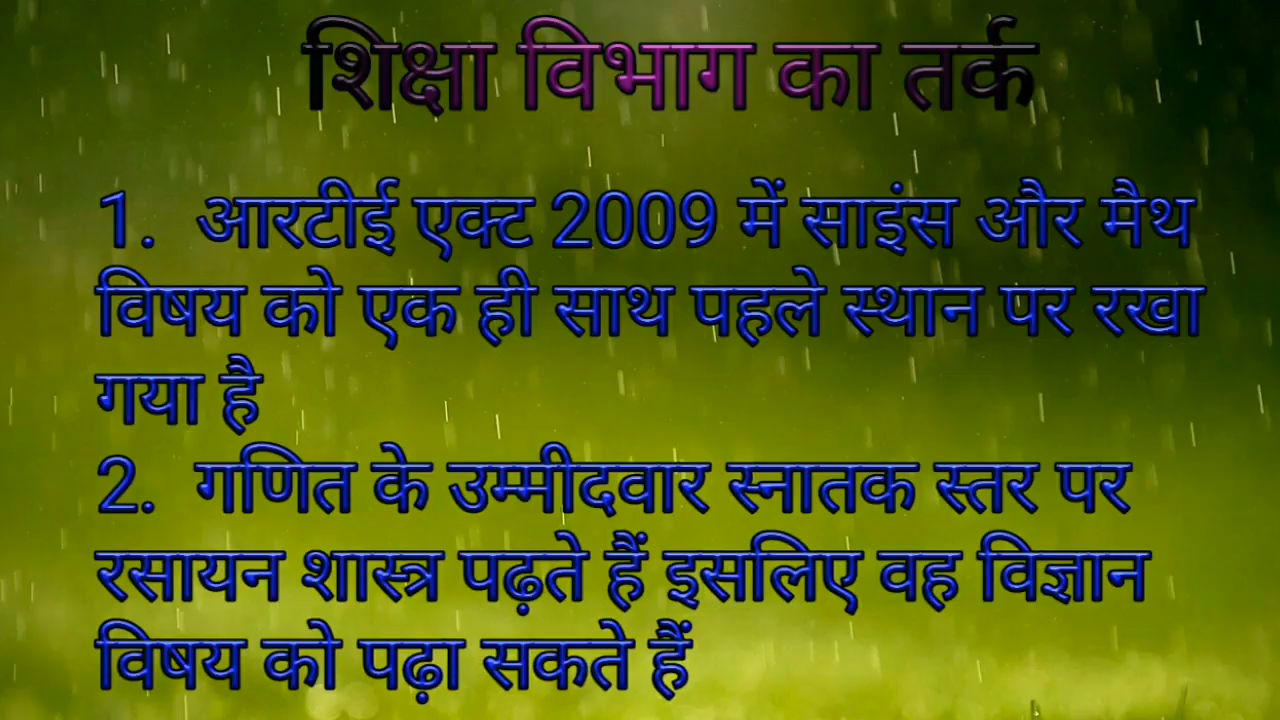 शिक्षा विभाग का तर्क
1. आरटीई एक्ट 2009 में साइंस और मैथ
विषय को एक ही साथ पहले स्थान पर रखा
गया है
2. गणित के उम्मीदवार स्नातक स्तर पर
रसायन शास्त्र पढ़ते हैं इसलिए वह विज्ञान
विषय को पढ़ा सकते हैं